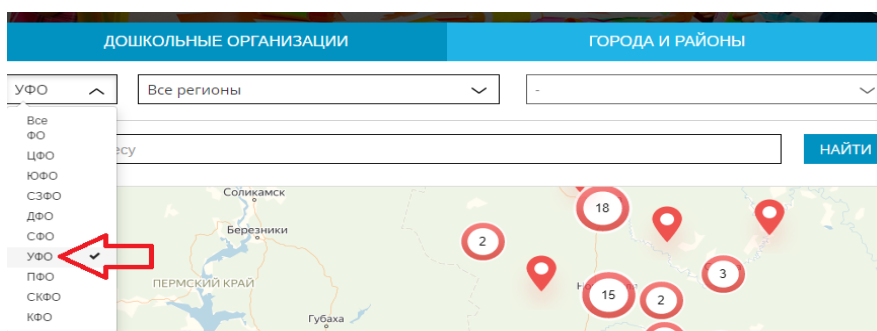 ДОШКОЛЬНЫЕ ОРГАНИЗАЦИИ ГОРОДА И РАЙОНЫ
УФО Все регионы -
Все
ФО
ЦФО
ЮФО
СЗФО
ДФО
СФО
УФО
ПФО
СКФО
КФО
НАЙТИ
Соликамск
Березники
ПЕРМСКИЙ КРАЙ
Губаха
18
2
3
15
2